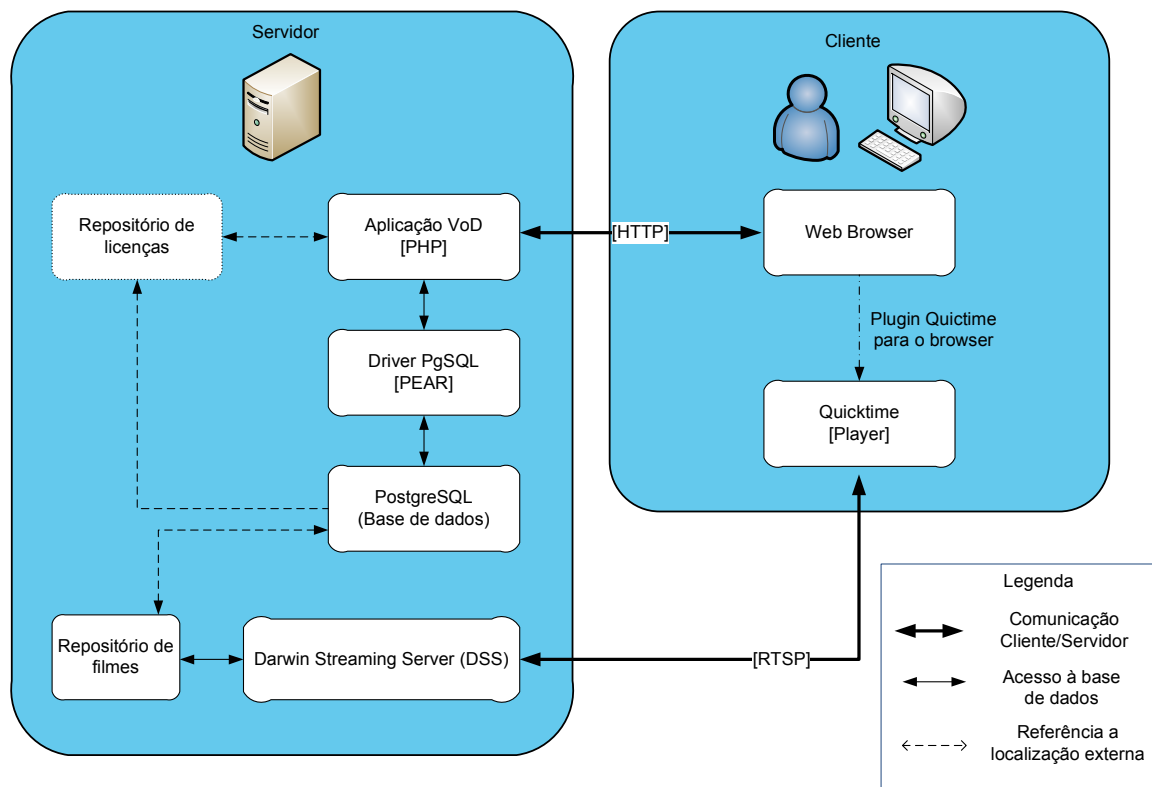 Servidor
Cliente
Repositório de
licenças
Aplicação VoD
[PHP]
[HTTP]
Web Browser
Plugin Quictime
para o browser
Driver PgSQL
[PEAR]
Quicktime
[Player]
PostgreSQL
(Base de dados)
Repositório de
filmes
Darwin Streaming Server (DSS)
[RTSP]
Legenda
Comunicação
Cliente/Servidor
Acesso à base
de dados
Referência a
localização externa